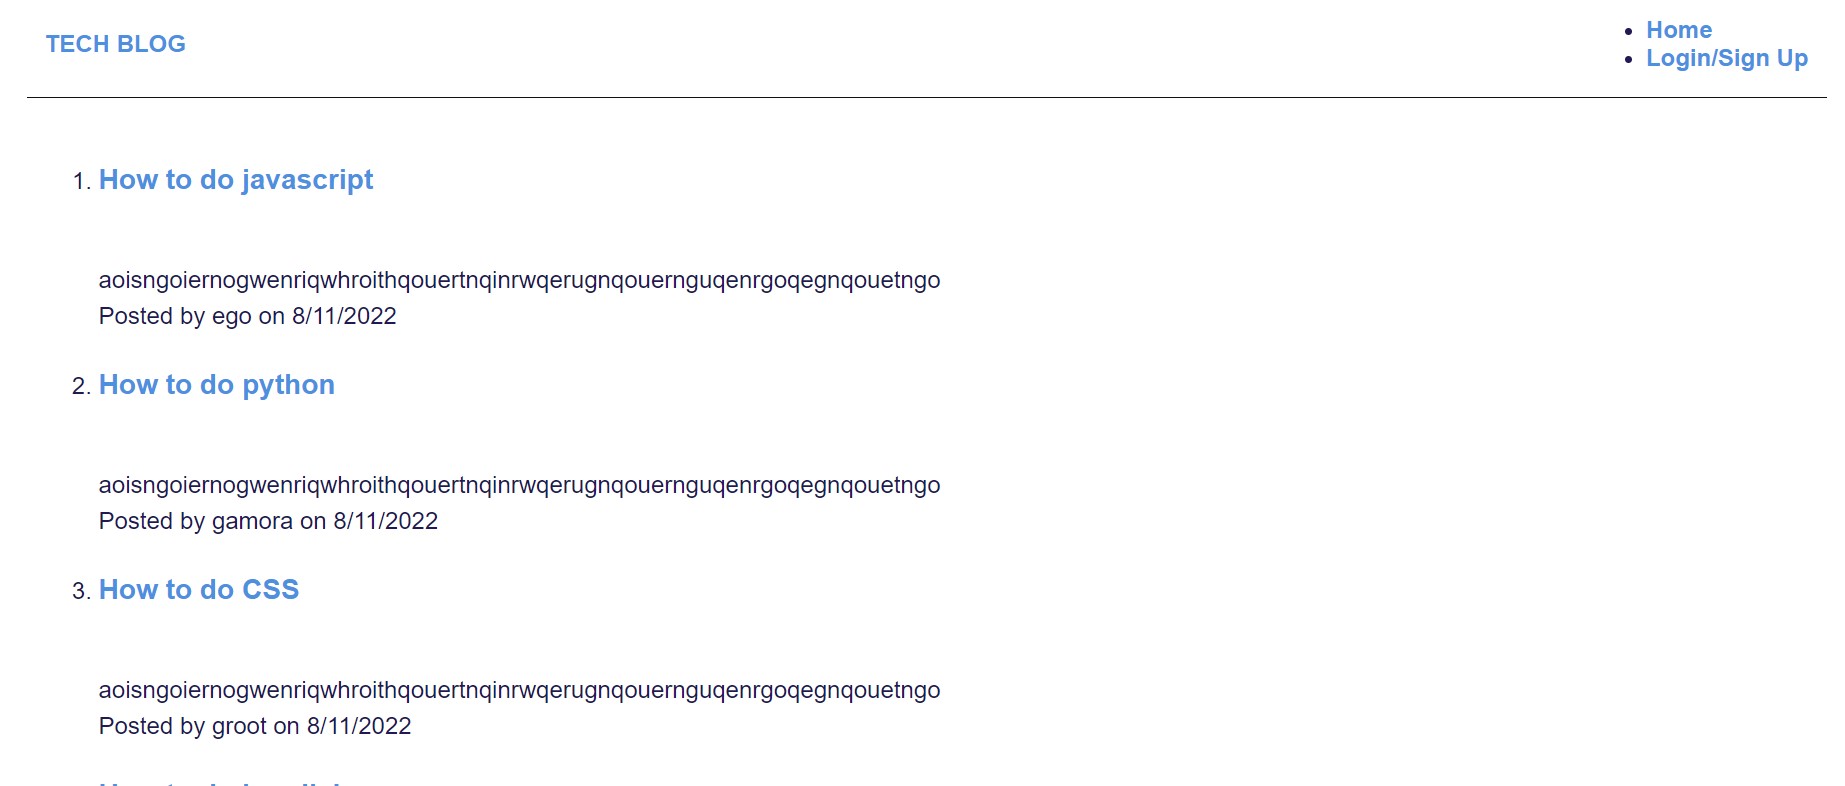 TECH BLOG
Home
Login/Sign Up
1. How to do javascript
aoisngoiernogwenriqwhroithqouertnqinrwqerugnqouernguqenrgoqegnqouetngo
Posted by ego on 8/11/2022
2. How to do python
aoisngoiernogwenriqwhroithqouertnqinrwqerugnqouernguqenrgoqegnqouetngo
Posted by gamora on 8/11/2022
3. How to do CSS
aoisngoiernogwenriqwhroithqouertnqinrwqerugnqouernguqenrgoqegnqouetngo
Posted by groot on 8/11/2022